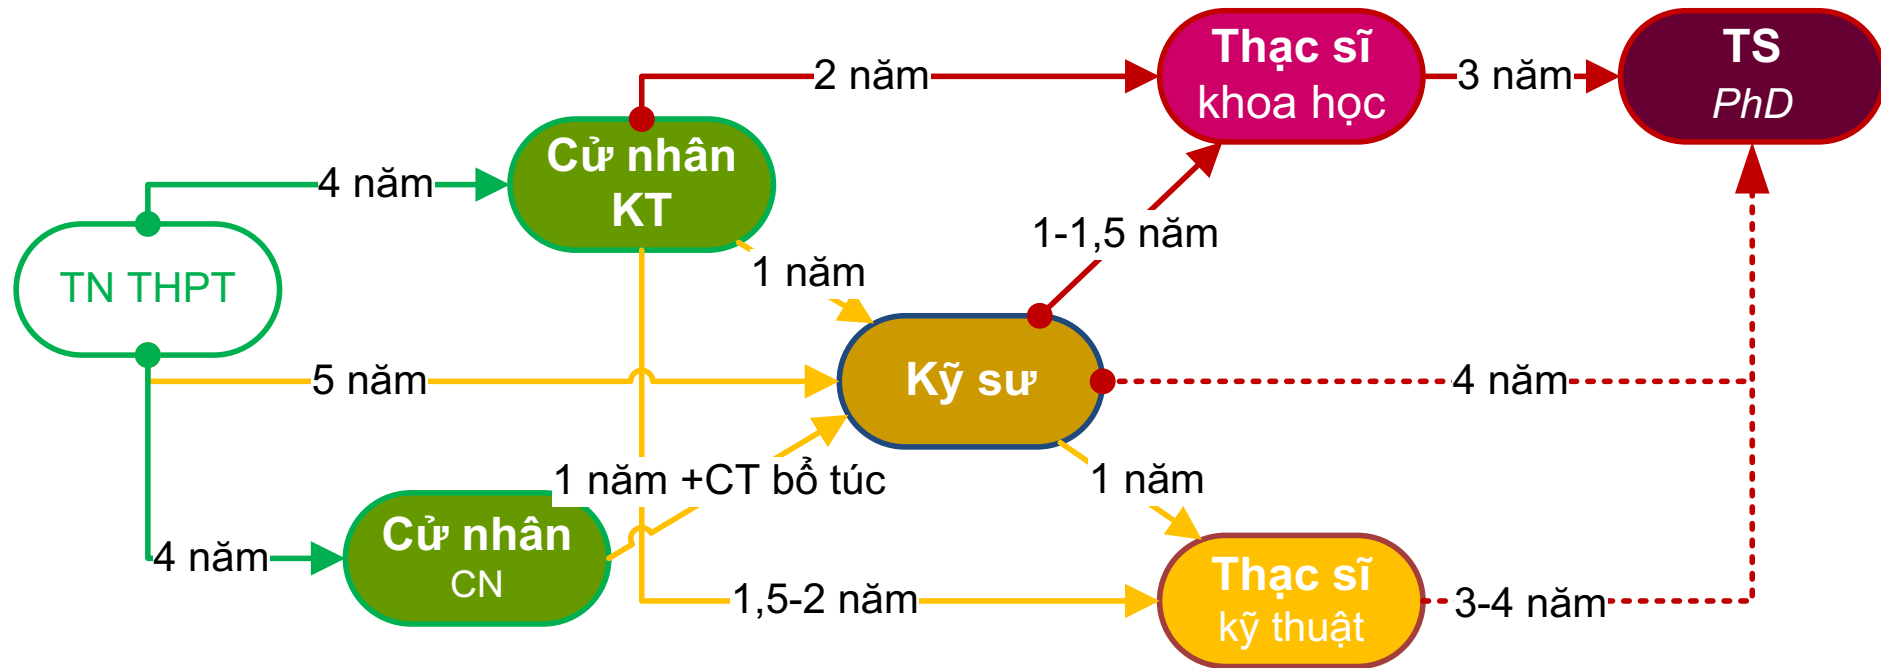 Thạc sĩ
khoa học
TS
PhD
2 năm
3 năm
Cử nhân
KT
4 năm
1-1,5 năm
TN THPT
1 năm
5 năm
Kỹ sư
4 năm
1 năm +CT bổ túc
1 năm
Cử nhân
CN
4 năm
Thạc sĩ
kỹ thuật
1,5-2 năm
3-4 năm